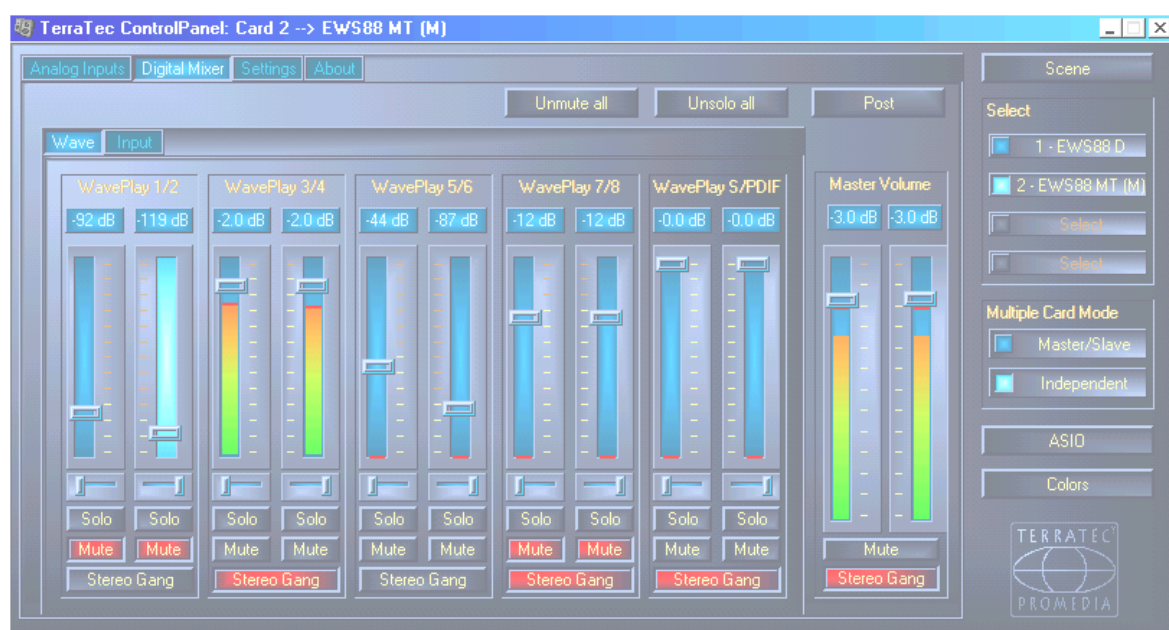 TerraTec ControlPanel: Card 2 --> EWS88 MT (M)
Analog Inputs Digital Mixer Settings About
Scene
Unmute all Unsolo all Post
Select
Wave Input
1 - EWS88 D
WavePlay 1/2 WavePlay 3/4 WavePlay 5/6 WavePlay 7/8 WavePlay S/PDIF Master Volume
2 - EWS88 MT (M)
-92 dB -119 dB -2.0 dB -2.0 dB -44 dB -87 dB -12 dB -12 dB -0.0 dB -0.0 dB -3.0 dB -3.0 dB
Select
Select
Multiple Card Mode
Master/Slave
Independent
ASIO
Colors
Solo Solo Solo Solo Solo Solo Solo Solo Solo Solo
Mute Mute Mute Mute Mute Mute Mute Mute Mute Mute Mute
Stereo Gang Stereo Gang Stereo Gang Stereo Gang Stereo Gang Stereo Gang
TERRATEC
PROMEDIA